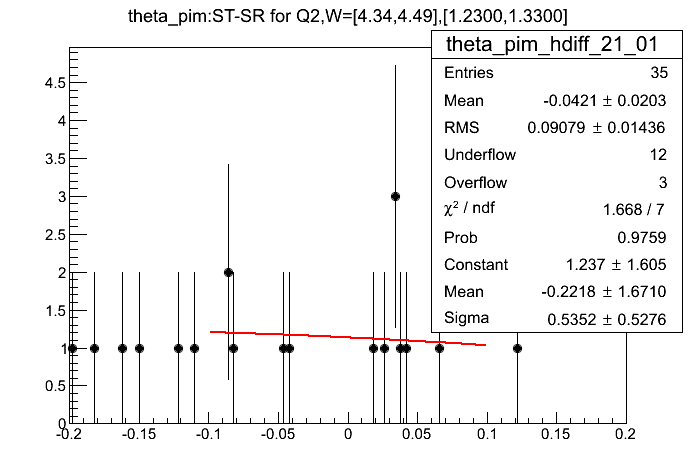 theta_pim:ST-SR for Q2,W=[4.34,4.49],[1.2300,1.3300]
theta_pim_hdiff_21_01
Entries 35
Mean -0.0421 ± 0.0203
RMS 0.09079 ± 0.01436
Underflow 12
Overflow 3
χ² / ndf 1.668 / 7
Prob 0.9759
Constant 1.237 ± 1.605
Mean -0.2218 ± 1.6710
Sigma 0.5352 ± 0.5276
4.5
4
3.5
3
2.5
2
1.5
1
0.5
0
-0.2 -0.15 -0.1 -0.05 0 0.05 0.1 0.15 0.2